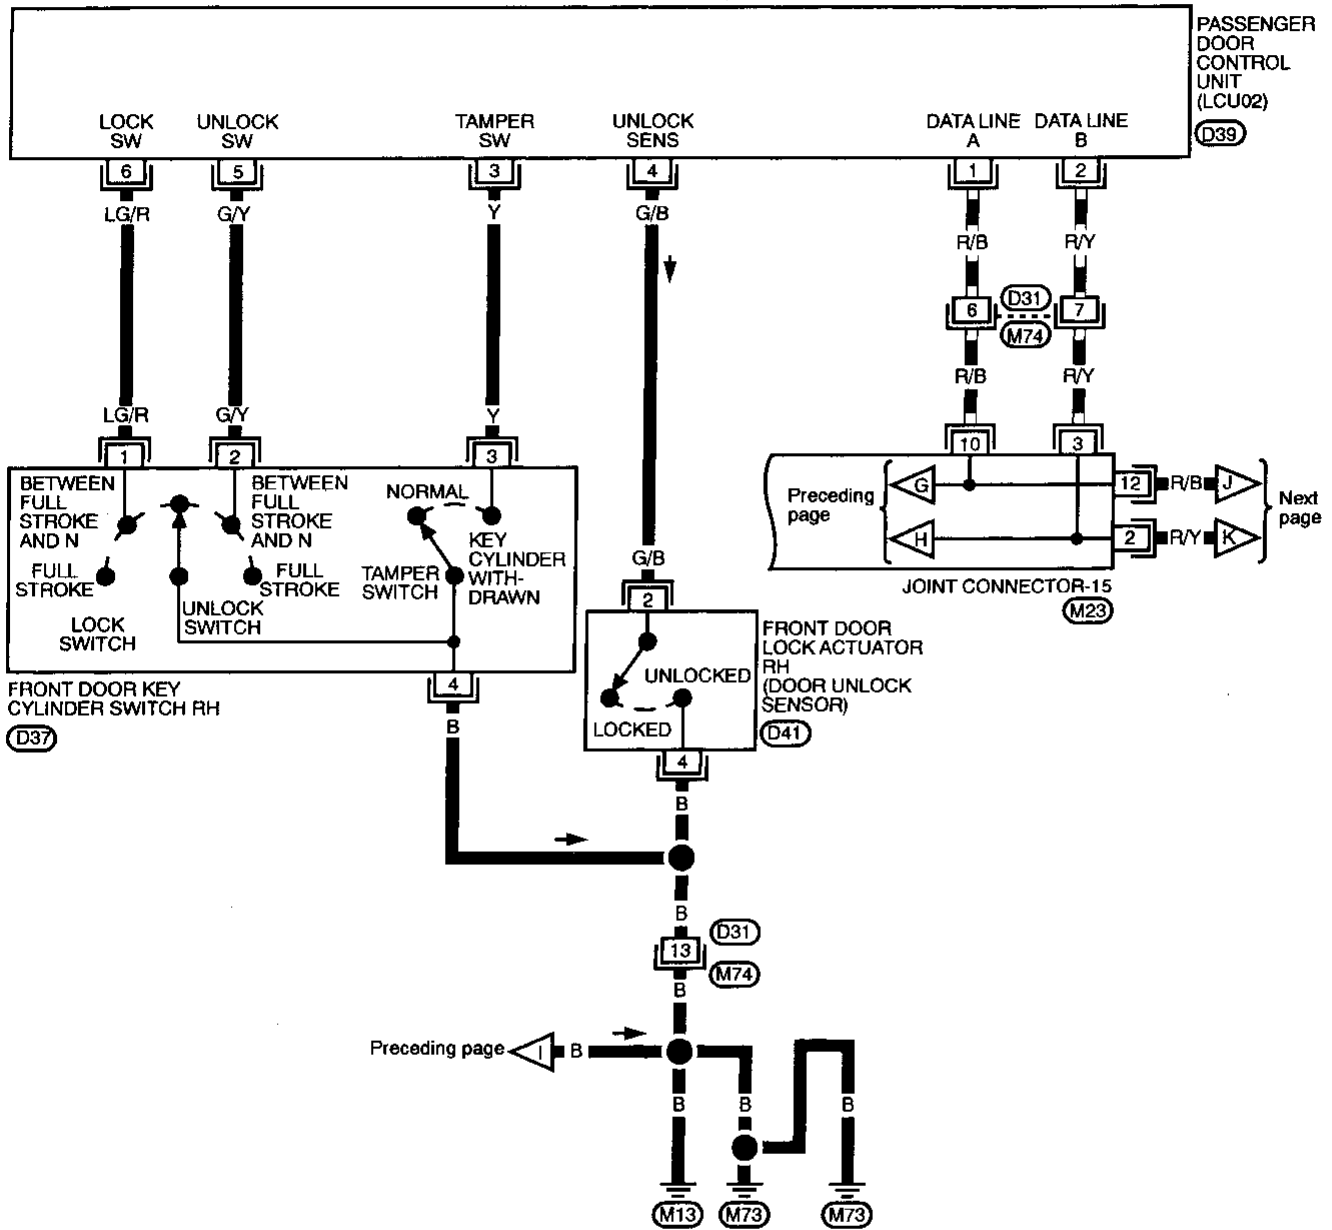 PASSENGER
DOOR
CONTROL
UNIT
(LCU02)
D39
LOCK
SW
UNLOCK
SW
TAMPER
SW
UNLOCK
SENS
DATA LINE
A
DATA LINE
B
6
5
3
4
1
2
LG/R
G/Y
Y
G/B
R/B
R/Y
6
D31
M74
7
R/B
R/Y
LG/R
G/Y
Y
1
2
3
10
3
BETWEEN
FULL
STROKE
AND N
BETWEEN
FULL
STROKE
AND N
FULL
STROKE
FULL
STROKE
LOCK
SWITCH
UNLOCK
SWITCH
NORMAL
TAMPER
SWITCH
KEY
CYLINDER
WITH-
DRAWN
4
FRONT DOOR KEY
CYLINDER SWITCH RH
D37
Preceding
page
G
H
12
R/B
J
2
R/Y
K
Next
page
JOINT CONNECTOR-15
M23
G/B
2
UNLOCKED
LOCKED
FRONT DOOR
LOCK ACTUATOR
RH
(DOOR UNLOCK
SENSOR)
D41
4
B
B
B
13
D31
M74
B
Preceding page
I
B
B
B
B
M13
M73
M73